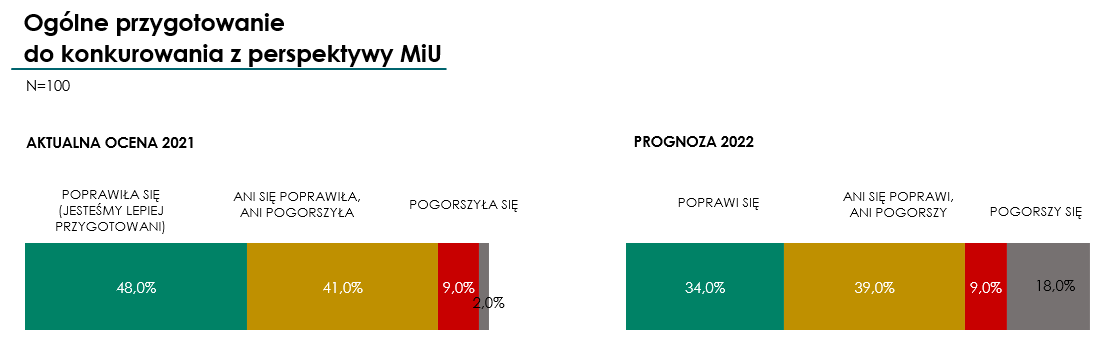 Ogólne przygotowanie
do konkurowania z perspektywy MiU
N=100
AKTUALNA OCENA 2021
POPRAWIŁA SIĘ
(JESTEŚMY LEPIEJ
PRZYGOTOWANI)
ANI SIĘ POPRAWIŁA,
ANI POGORSZYŁA
POGORSZYŁA SIĘ
48,0%
41,0%
9,0%
2,0%
PROGNOZA 2022
POPRAWI SIĘ
ANI SIĘ POPRAWI,
ANI POGORSZY
POGORSZY SIĘ
34,0%
39,0%
9,0%
18,0%